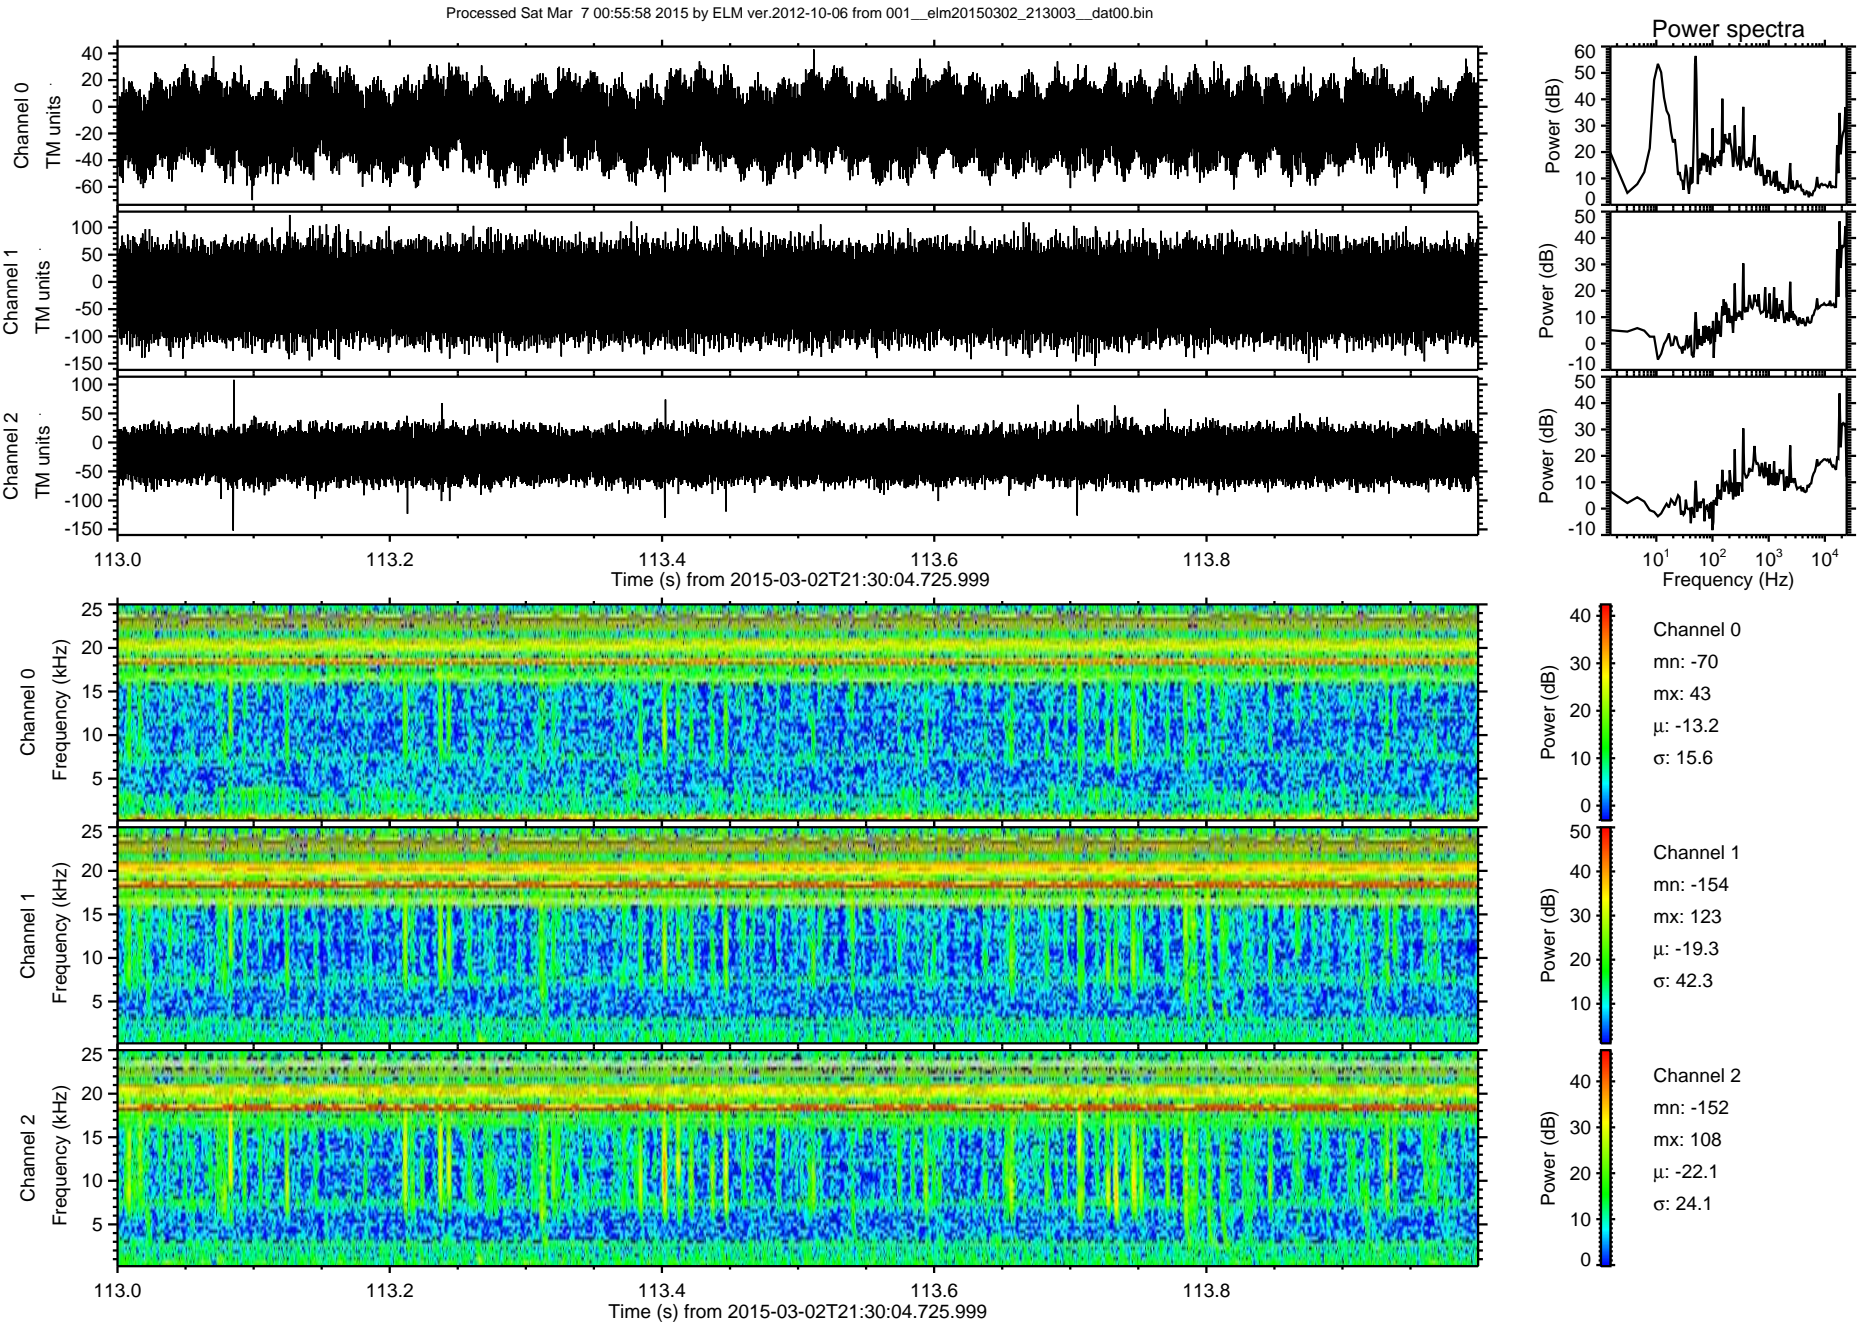 Processed Sat Mar  7 00:55:58 2015 by ELM ver.2012-10-06 from 001__elm20150302_213003__dat00.bin
Power spectra
Channel 0
TM units
40
20
0
-20
-40
-60
Power (dB)
60
50
40
30
20
10
0
Channel 1
TM units
100
50
0
-50
-100
-150
Power (dB)
50
40
30
20
10
0
-10
Channel 2
TM units
100
50
0
-50
-100
-150
Power (dB)
50
40
30
20
10
0
-10
113.0 113.2 113.4 113.6 113.8
Time (s) from 2015-03-02T21:30:04.725.999
10^1 10^2 10^3 10^4
Frequency (Hz)
Channel 0
Frequency (kHz)
25
20
15
10
5
Power (dB)
40
30
20
10
0
Channel 0
mn: -70
mx: 43
μ: -13.2
σ: 15.6
Channel 1
Frequency (kHz)
25
20
15
10
5
Power (dB)
50
40
30
20
10
Channel 1
mn: -154
mx: 123
μ: -19.3
σ: 42.3
Channel 2
Frequency (kHz)
25
20
15
10
5
Power (dB)
40
30
20
10
0
Channel 2
mn: -152
mx: 108
μ: -22.1
σ: 24.1
113.0 113.2 113.4 113.6 113.8
Time (s) from 2015-03-02T21:30:04.725.999